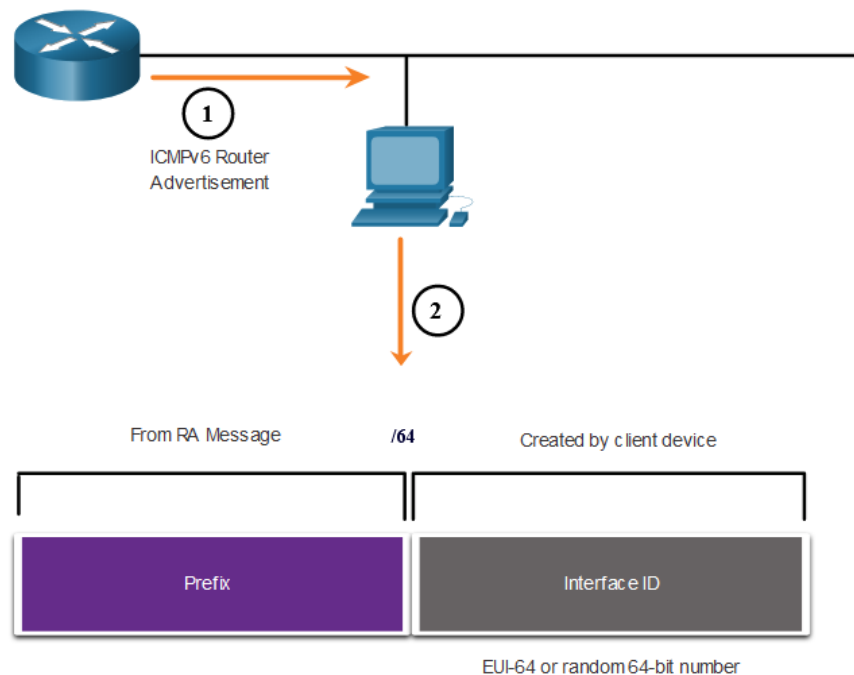 1
ICMPv6 Router
Advertisement
2
From RA Message
/64
Created by client device
Prefix
Interface ID
EUI-64 or random 64-bit number